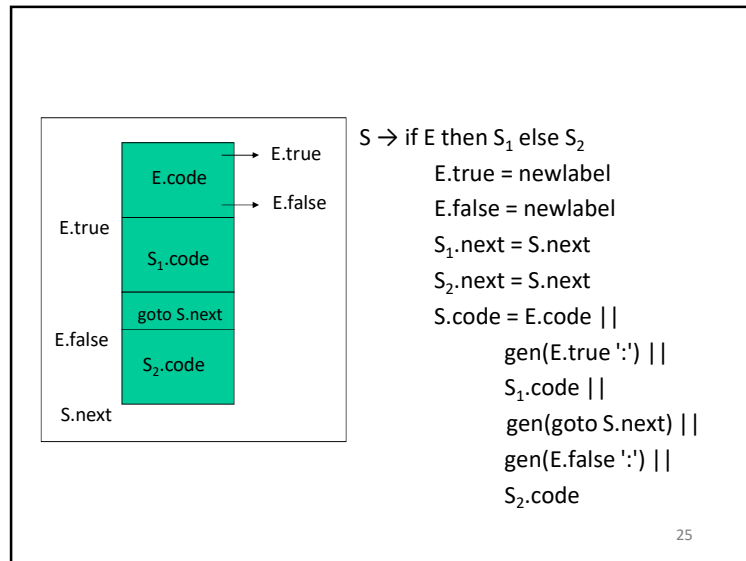 E.code
E.true
E.false
E.true
S₁.code
goto S.next
E.false
S₂.code
S.next
S → if E then S₁ else S₂
E.true = newlabel
E.false = newlabel
S₁.next = S.next
S₂.next = S.next
S.code = E.code ||
gen(E.true ':') ||
S₁.code ||
gen(goto S.next) ||
gen(E.false ':') ||
S₂.code
25